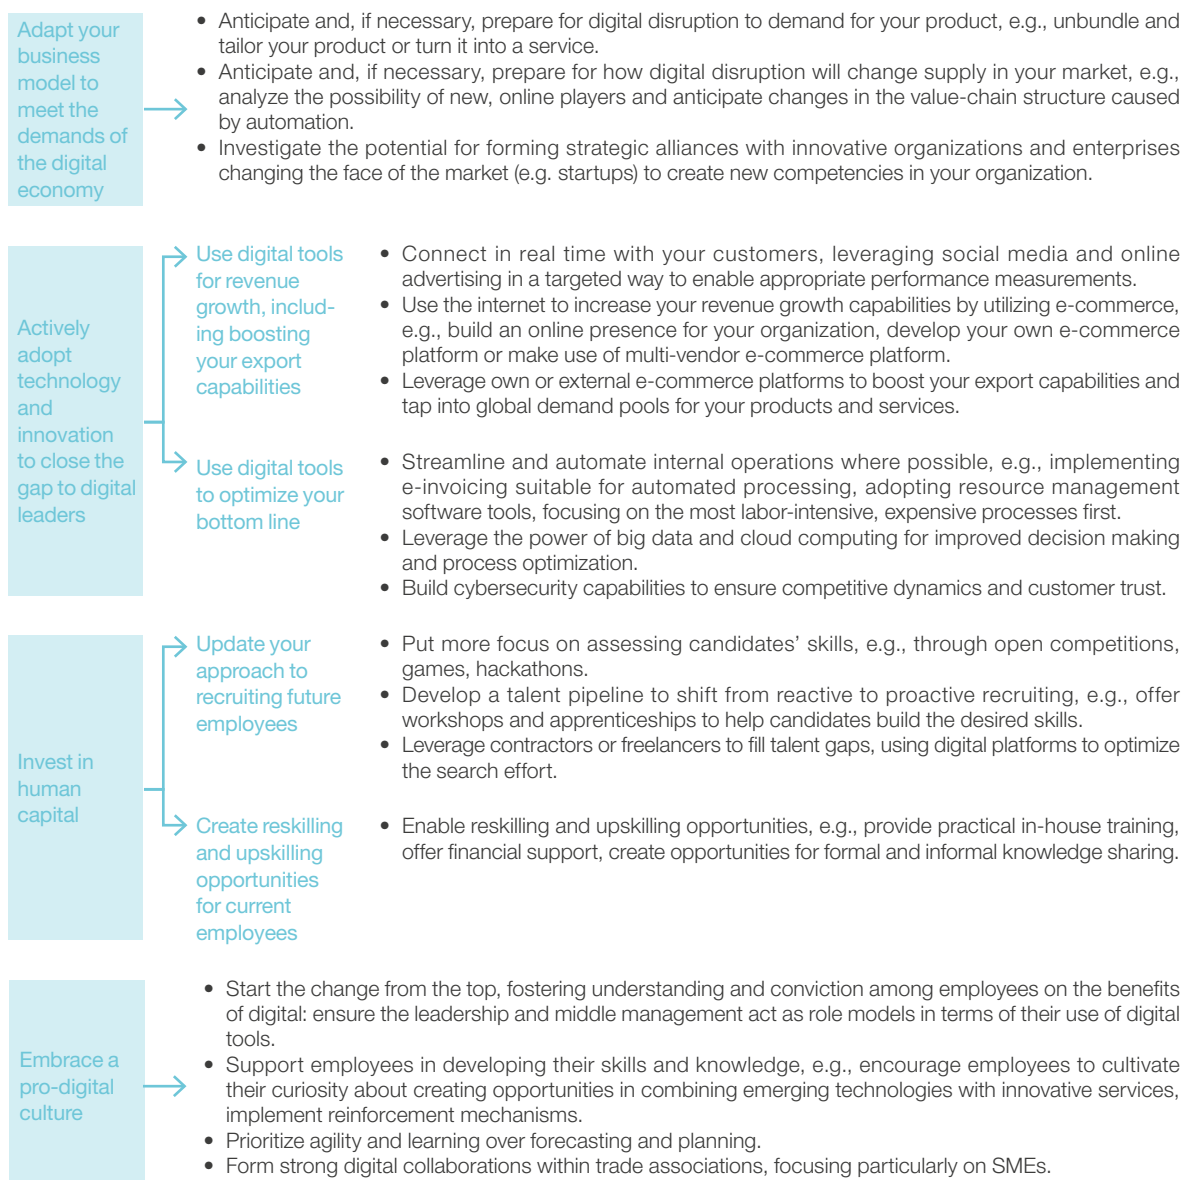 Adapt your
business
model to
meet the
demands of
the digital
economy
• Anticipate and, if necessary, prepare for digital disruption to demand for your product, e.g., unbundle and
tailor your product or turn it into a service.
• Anticipate and, if necessary, prepare for how digital disruption will change supply in your market, e.g.,
analyze the possibility of new, online players and anticipate changes in the value-chain structure caused
by automation.
• Investigate the potential for forming strategic alliances with innovative organizations and enterprises
changing the face of the market (e.g. startups) to create new competencies in your organization.
Actively
adopt
technology
and
innovation
to close the
gap to digital
leaders
Use digital tools
for revenue
growth, includ-
ing boosting
your export
capabilities
• Connect in real time with your customers, leveraging social media and online
advertising in a targeted way to enable appropriate performance measurements.
• Use the internet to increase your revenue growth capabilities by utilizing e-commerce,
e.g., build an online presence for your organization, develop your own e-commerce
platform or make use of multi-vendor e-commerce platform.
• Leverage own or external e-commerce platforms to boost your export capabilities and
tap into global demand pools for your products and services.
Use digital tools
to optimize your
bottom line
• Streamline and automate internal operations where possible, e.g., implementing
e-invoicing suitable for automated processing, adopting resource management
software tools, focusing on the most labor-intensive, expensive processes first.
• Leverage the power of big data and cloud computing for improved decision making
and process optimization.
• Build cybersecurity capabilities to ensure competitive dynamics and customer trust.
Invest in
human
capital
Update your
approach to
recruiting future
employees
• Put more focus on assessing candidates’ skills, e.g., through open competitions,
games, hackathons.
• Develop a talent pipeline to shift from reactive to proactive recruiting, e.g., offer
workshops and apprenticeships to help candidates build the desired skills.
• Leverage contractors or freelancers to fill talent gaps, using digital platforms to optimize
the search effort.
Create reskilling
and upskilling
opportunities
for current
employees
• Enable reskilling and upskilling opportunities, e.g., provide practical in-house training,
offer financial support, create opportunities for formal and informal knowledge sharing.
Embrace a
pro-digital
culture
• Start the change from the top, fostering understanding and conviction among employees on the benefits
of digital: ensure the leadership and middle management act as role models in terms of their use of digital
tools.
• Support employees in developing their skills and knowledge, e.g., encourage employees to cultivate
their curiosity about creating opportunities in combining emerging technologies with innovative services,
implement reinforcement mechanisms.
• Prioritize agility and learning over forecasting and planning.
• Form strong digital collaborations within trade associations, focusing particularly on SMEs.